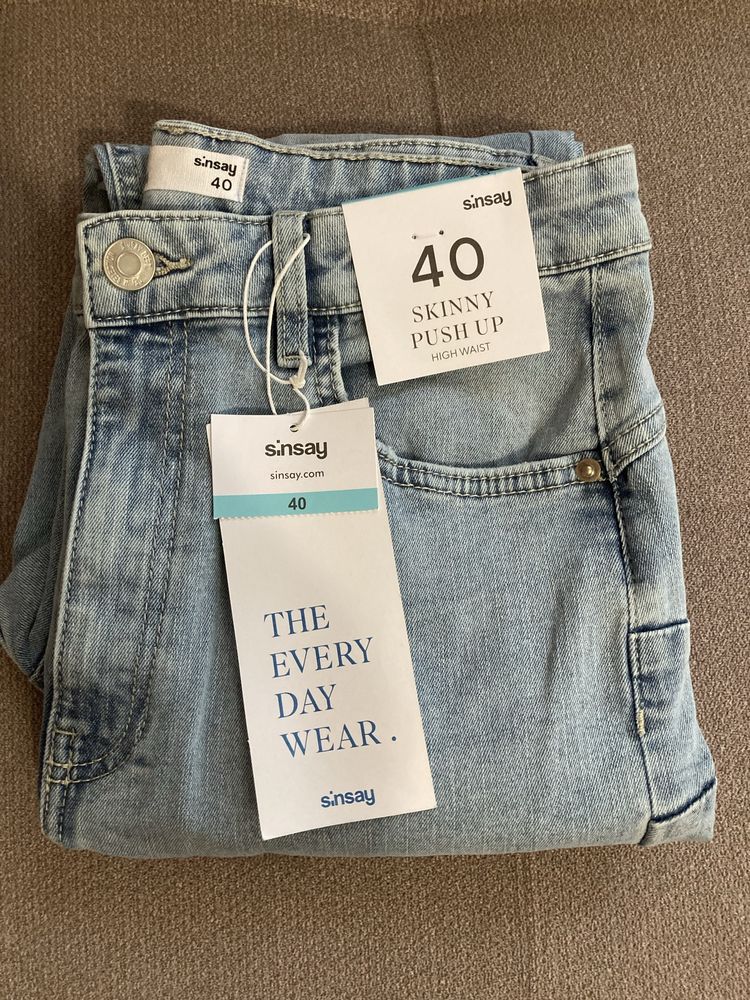 sinsay
40
sinsay
40
SKINNY
PUSH UP
HIGH WAIST
sinsay
sinsay.com
40
THE
EVERY
DAY
WEAR .
sinsay